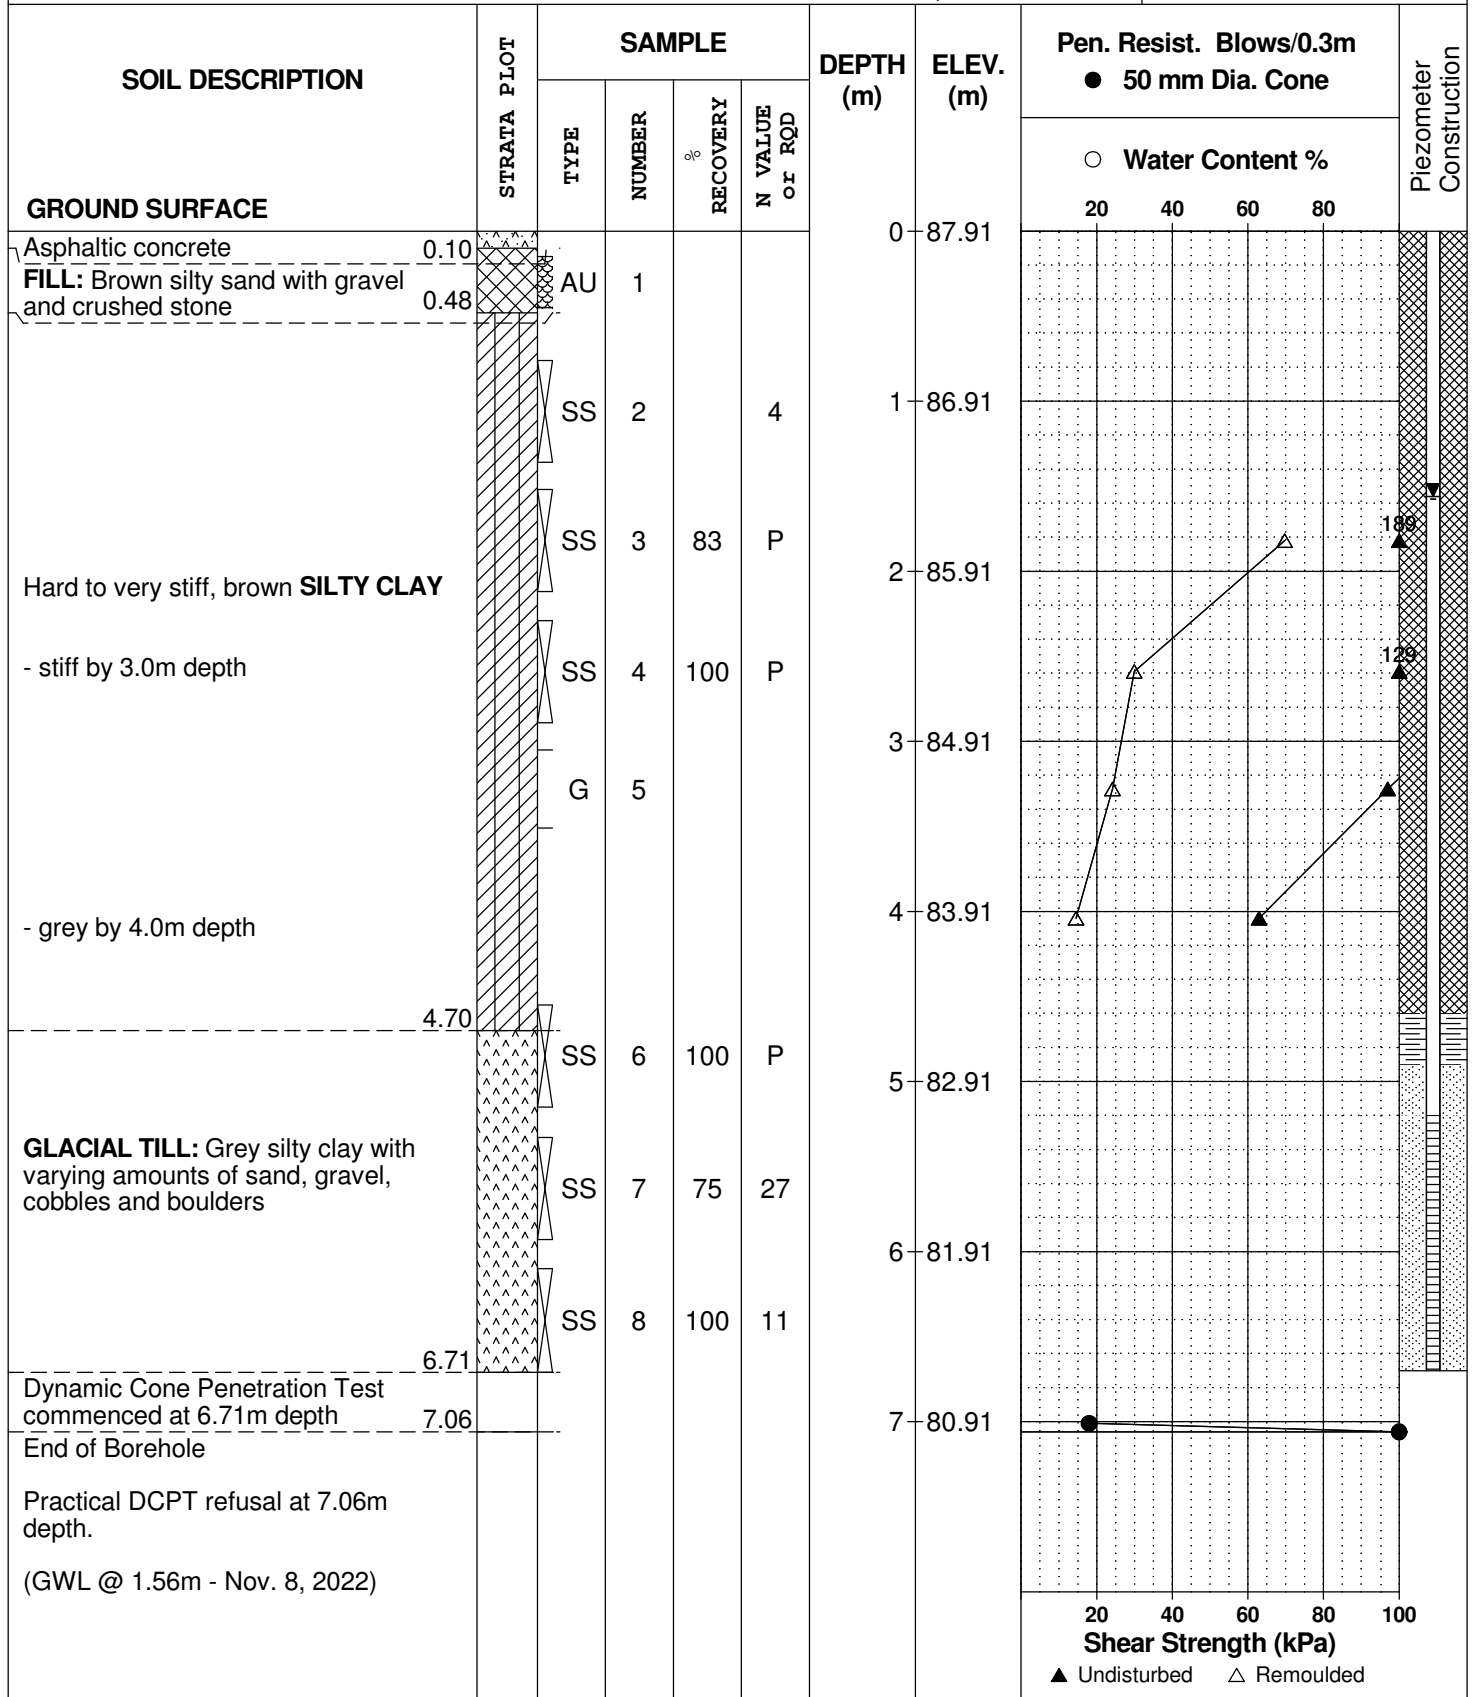 SOIL DESCRIPTION
GROUND SURFACE
STRATA PLOT
SAMPLE
TYPE
NUMBER
% RECOVERY
N VALUE or RQD
DEPTH (m)
ELEV. (m)
Pen. Resist. Blows/0.3m
● 50 mm Dia. Cone
○ Water Content %
20 40 60 80
Piezometer Construction
Asphaltic concrete 0.10
FILL: Brown silty sand with gravel
and crushed stone 0.48
AU 1
0 87.91
SS 2 4
1 86.91
SS 3 83 P
189
Hard to very stiff, brown SILTY CLAY
2 85.91
- stiff by 3.0m depth
SS 4 100 P
129
3 84.91
G 5
- grey by 4.0m depth
4 83.91
4.70
SS 6 100 P
5 82.91
GLACIAL TILL: Grey silty clay with
varying amounts of sand, gravel,
cobbles and boulders
SS 7 75 27
6 81.91
SS 8 100 11
6.71
Dynamic Cone Penetration Test
commenced at 6.71m depth 7.06
7 80.91
End of Borehole
Practical DCPT refusal at 7.06m
depth.
(GWL @ 1.56m - Nov. 8, 2022)
20 40 60 80 100
Shear Strength (kPa)
▲ Undisturbed △ Remoulded